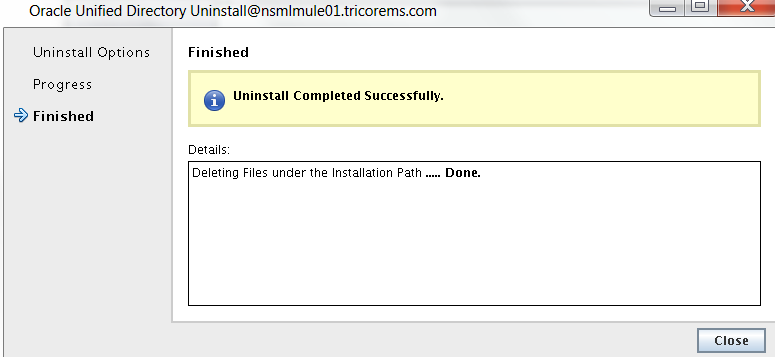 Oracle Unified Directory Uninstall@nsmlmule01.tricorems.com
Uninstall Options
Progress
Finished
Finished
Uninstall Completed Successfully.
Details:
Deleting Files under the Installation Path ..... Done.
Close